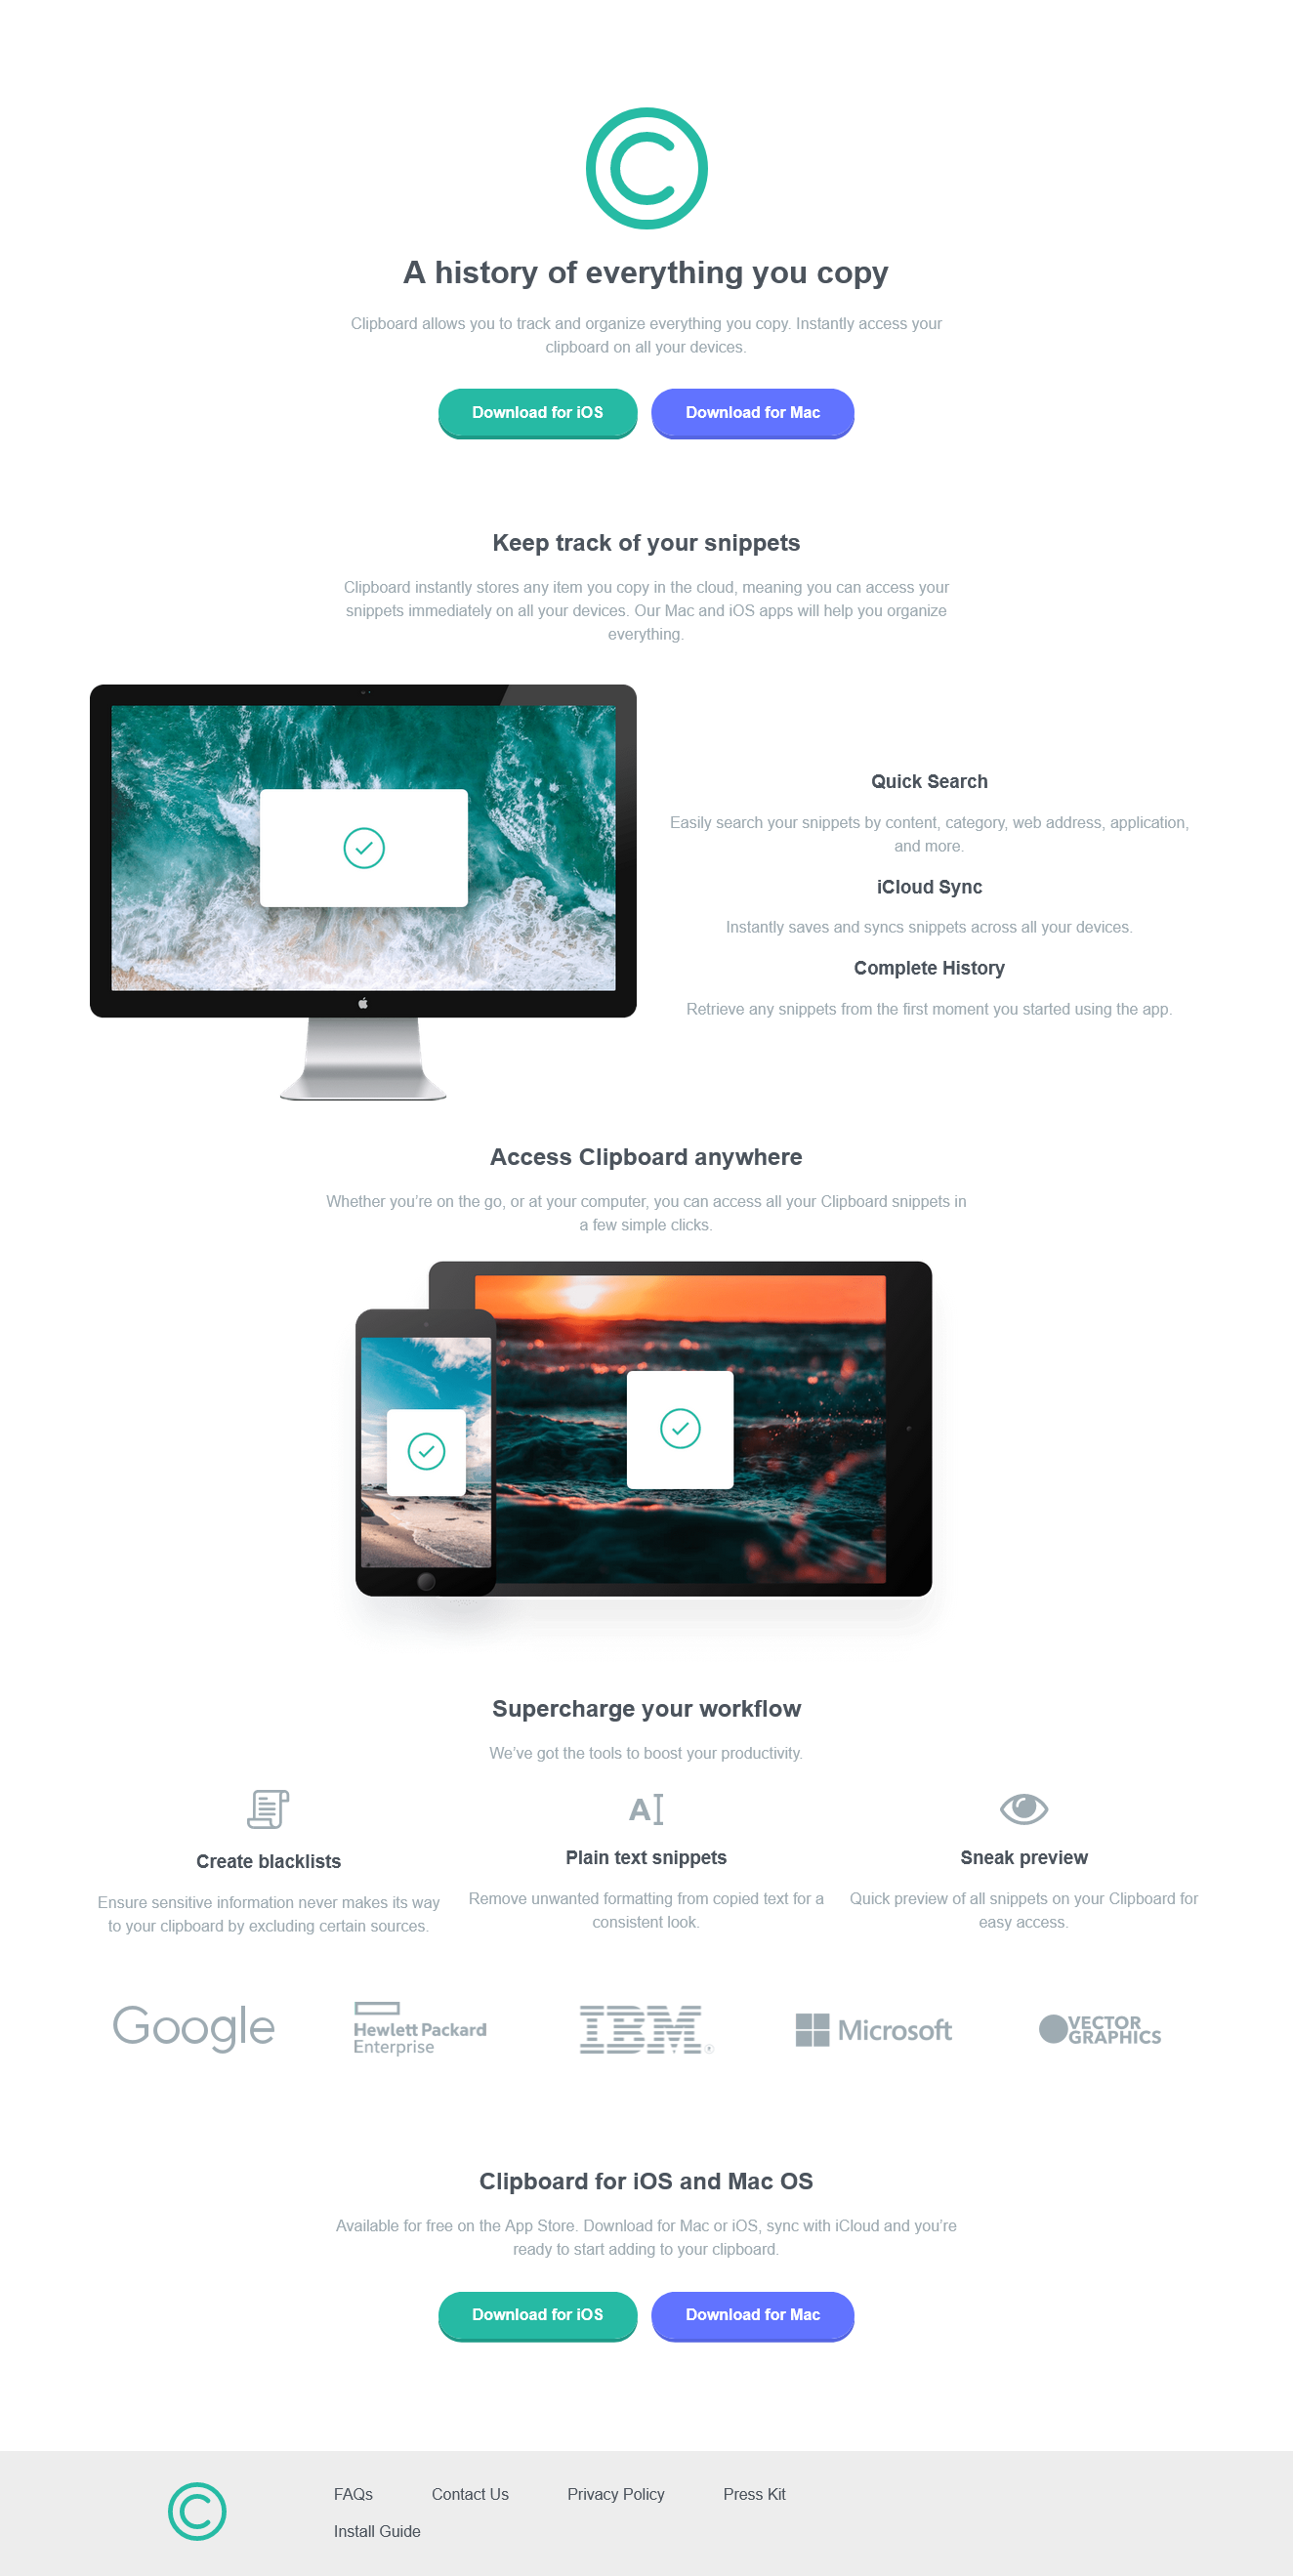 A history of everything you copy
Clipboard allows you to track and organize everything you copy. Instantly access your
clipboard on all your devices.
Download for iOS
Download for Mac
Keep track of your snippets
Clipboard instantly stores any item you copy in the cloud, meaning you can access your
snippets immediately on all your devices. Our Mac and iOS apps will help you organize
everything.
Quick Search
Easily search your snippets by content, category, web address, application,
and more.
iCloud Sync
Instantly saves and syncs snippets across all your devices.
Complete History
Retrieve any snippets from the first moment you started using the app.
Access Clipboard anywhere
Whether you’re on the go, or at your computer, you can access all your Clipboard snippets in
a few simple clicks.
Supercharge your workflow
We’ve got the tools to boost your productivity.
Create blacklists
Ensure sensitive information never makes its way
to your clipboard by excluding certain sources.
A
Plain text snippets
Remove unwanted formatting from copied text for a
consistent look.
Sneak preview
Quick preview of all snippets on your Clipboard for
easy access.
Google
Hewlett Packard
Enterprise
IBM®
Microsoft
VECTOR
GRAPHICS
Clipboard for iOS and Mac OS
Available for free on the App Store. Download for Mac or iOS, sync with iCloud and you’re
ready to start adding to your clipboard.
Download for iOS
Download for Mac
FAQs
Contact Us
Privacy Policy
Press Kit
Install Guide